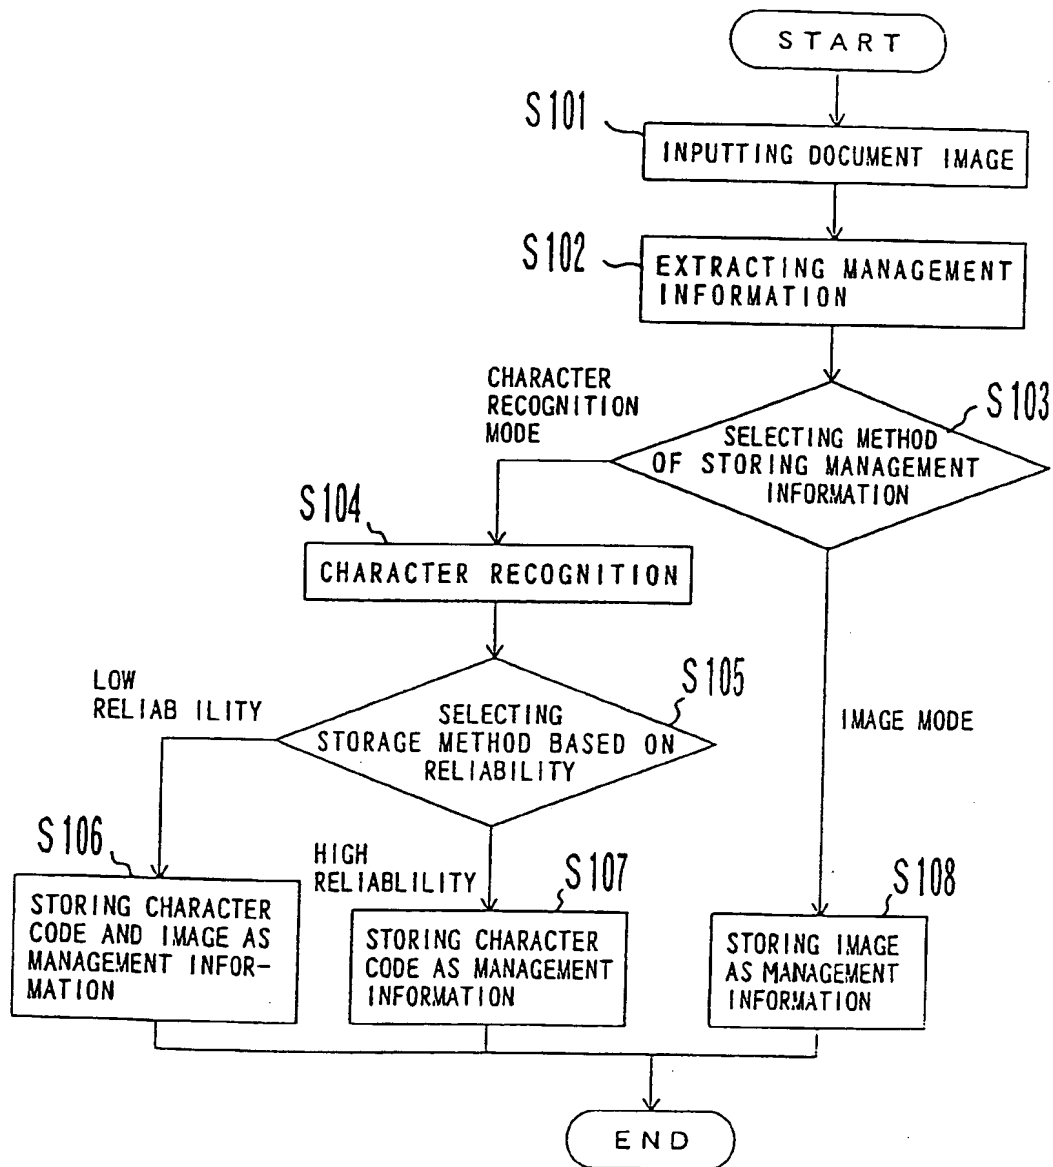 START
S101
INPUTTING DOCUMENT IMAGE
S102
EXTRACTING MANAGEMENT
INFORMATION
CHARACTER
RECOGNITION
MODE
S103
SELECTING METHOD
OF STORING MANAGEMENT
INFORMATION
S104
CHARACTER RECOGNITION
LOW
RELIAB ILITY
S105
SELECTING
STORAGE METHOD BASED ON
RELIABILITY
IMAGE MODE
S106
STORING CHARACTER
CODE AND IMAGE AS
MANAGEMENT INFOR-
MATION
HIGH
RELIABLILITY
S107
STORING CHARACTER
CODE AS MANAGEMENT
INFORMATION
S108
STORING IMAGE
AS MANAGEMENT
INFORMATION
END